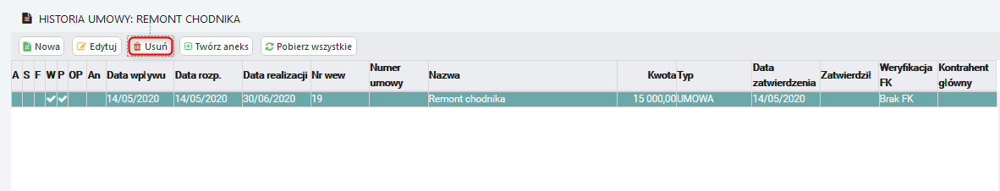 HISTORIA UMOWY: REMONT CHODNIKA
Nowa Edytuj Usuń Twórz aneks Pobierz wszystkie
A S F W P OP An Data wpływu Data rozp. Data realizacji Nr wew Numer umowy Nazwa Kwota Typ Data zatwierdzenia Zatwierdził Weryfikacja FK Kontrahent główny
14/05/2020 14/05/2020 30/06/2020 19 Remont chodnika 15 000,00 UMOWA 14/05/2020 Brak FK